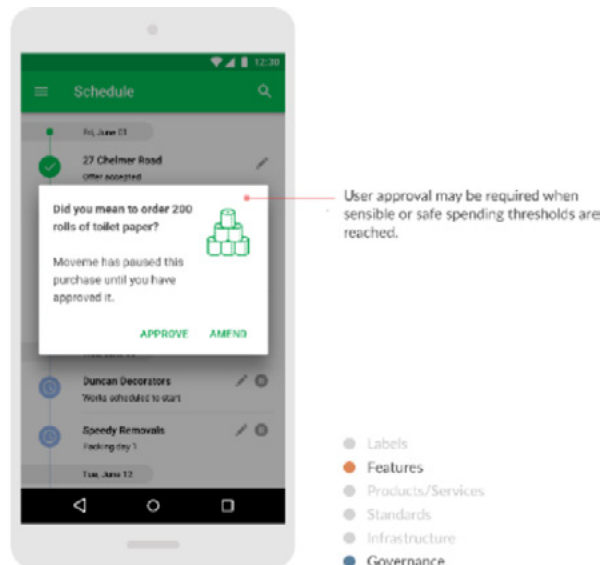 12:30
Schedule
Fri, June 01
27 Chelmer Road
Offer accepted
Did you mean to order 200
rolls of toilet paper?
Moveme has paused this
purchase until you have
approved it.
APPROVE AMEND
Duncan Decorators
Works scheduled to start
Speedy Removals
Packing day 1
Tue, June 12
User approval may be required when
sensible or safe spending thresholds are
reached.
Labels
Features
Products/Services
Standards
Infrastructure
Governance